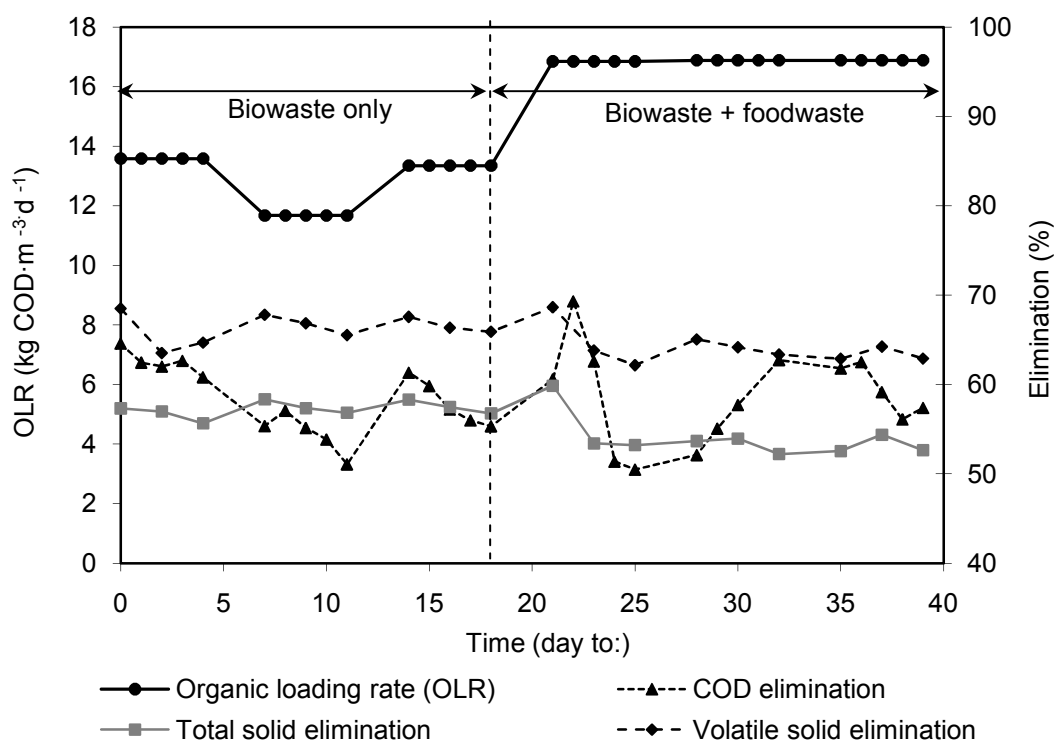 18
16
14
12
10
8
6
4
2
0
OLR (kg COD·m -3·d -1)
100
90
80
70
60
50
40
Elimination (%)
Biowaste only
Biowaste + foodwaste
0 5 10 15 20 25 30 35 40
Time (day to:)
Organic loading rate (OLR)
COD elimination
Total solid elimination
Volatile solid elimination